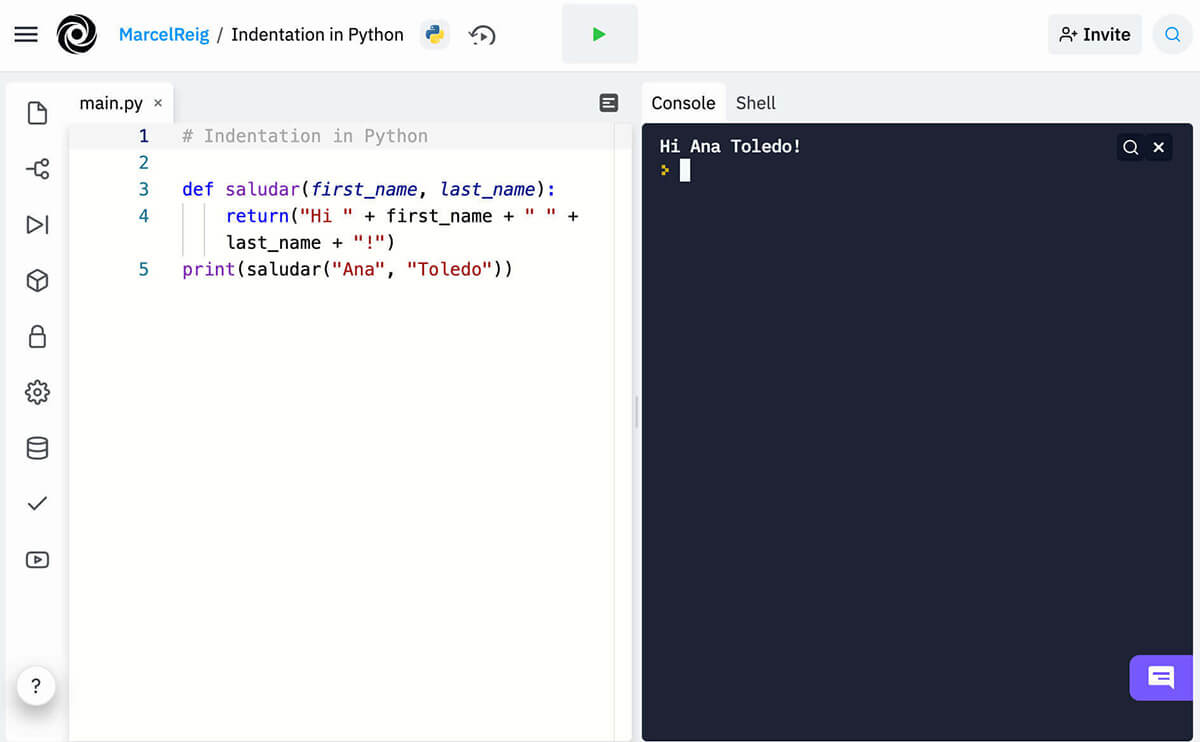 MarcelReig / Indentation in Python
Invite
main.py ×
Console Shell
1 # Indentation in Python
2
3 def saludar(first_name, last_name):
4 return("Hi " + first_name + " " +
last_name + "!")
5 print(saludar("Ana", "Toledo"))
Hi Ana Toledo!
?